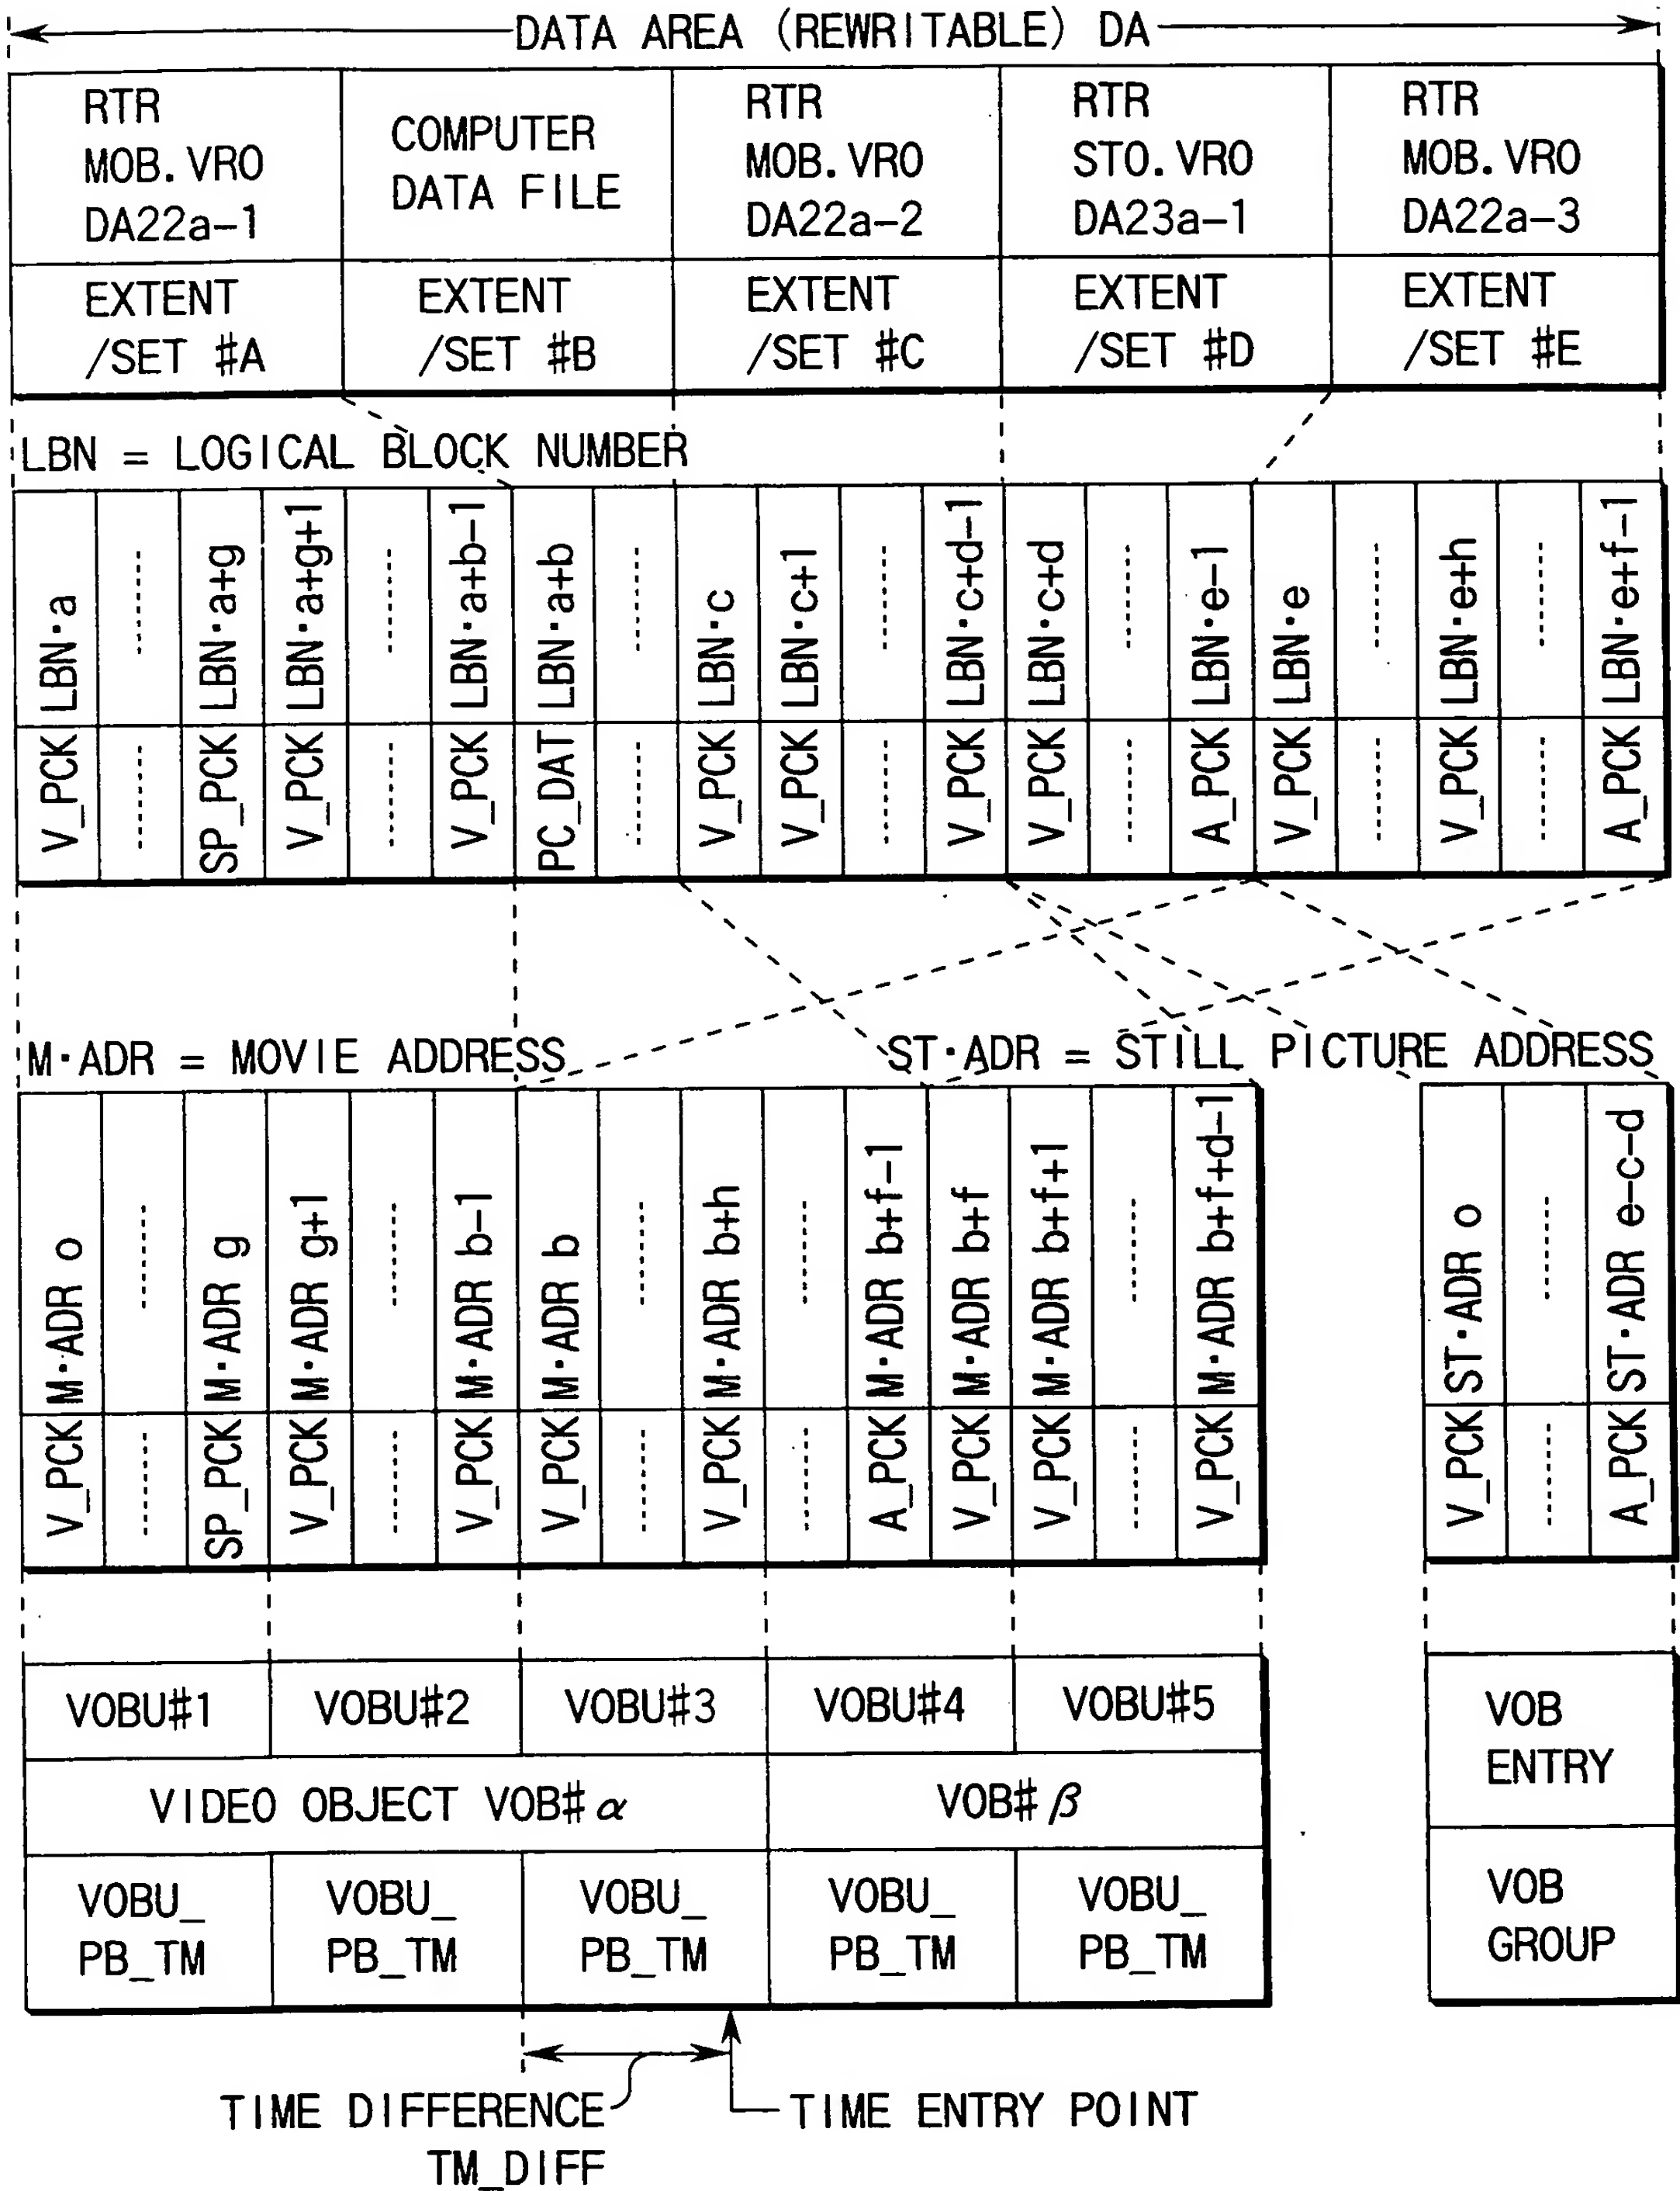 DATA AREA (REWRITABLE) DA
RTR
MOB.VRO
DA22a-1
COMPUTER
DATA FILE
RTR
MOB.VRO
DA22a-2
RTR
STO.VRO
DA23a-1
RTR
MOB.VRO
DA22a-3
EXTENT
/SET #A
EXTENT
/SET #B
EXTENT
/SET #C
EXTENT
/SET #D
EXTENT
/SET #E
LBN = LOGICAL BLOCK NUMBER
V_PCK LBN·a
SP_PCK LBN·a+g
V_PCK LBN·a+g+1
V_PCK LBN·a+b-1
PC_DAT LBN·a+b
V_PCK LBN·c
V_PCK LBN·c+1
V_PCK LBN·c+d-1
V_PCK LBN·c+d
A_PCK LBN·e-1
V_PCK LBN·e
V_PCK LBN·e+h
A_PCK LBN·e+f-1
M·ADR = MOVIE ADDRESS
ST·ADR = STILL PICTURE ADDRESS
V_PCK M·ADR o
SP_PCK M·ADR g
V_PCK M·ADR g+1
V_PCK M·ADR b-1
V_PCK M·ADR b
V_PCK M·ADR b+h
A_PCK M·ADR b+f-1
V_PCK M·ADR b+f
V_PCK M·ADR b+f+1
V_PCK M·ADR b+f+d-1
V_PCK ST·ADR o
A_PCK ST·ADR e-c-d
VOBU#1
VOBU#2
VOBU#3
VOBU#4
VOBU#5
VIDEO OBJECT VOB#α
VOB#β
VOBU_
PB_TM
VOBU_
PB_TM
VOBU_
PB_TM
VOBU_
PB_TM
VOBU_
PB_TM
VOB
ENTRY
VOB
GROUP
TIME DIFFERENCE
TM_DIFF
TIME ENTRY POINT